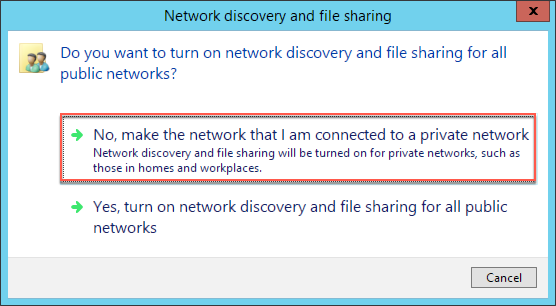 Network discovery and file sharing
x
Do you want to turn on network discovery and file sharing for all
public networks?
No, make the network that I am connected to a private network
Network discovery and file sharing will be turned on for private networks, such as
those in homes and workplaces.
Yes, turn on network discovery and file sharing for all public
networks
Cancel